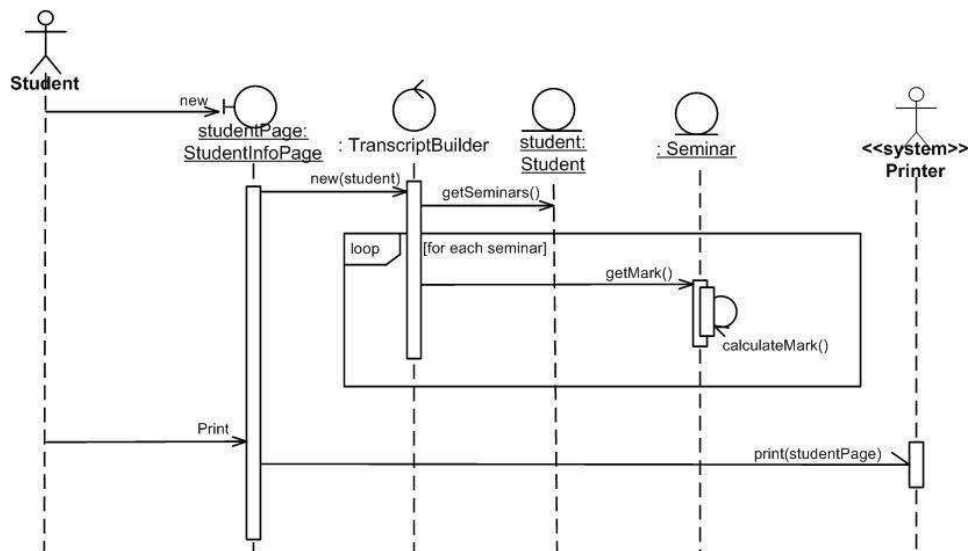 Student
new
studentPage:
StudentInfoPage
: TranscriptBuilder
student:
Student
: Seminar
<<system>>
Printer
new(student)
getSeminars()
loop
[for each seminar]
getMark()
calculateMark()
Print
print(studentPage)